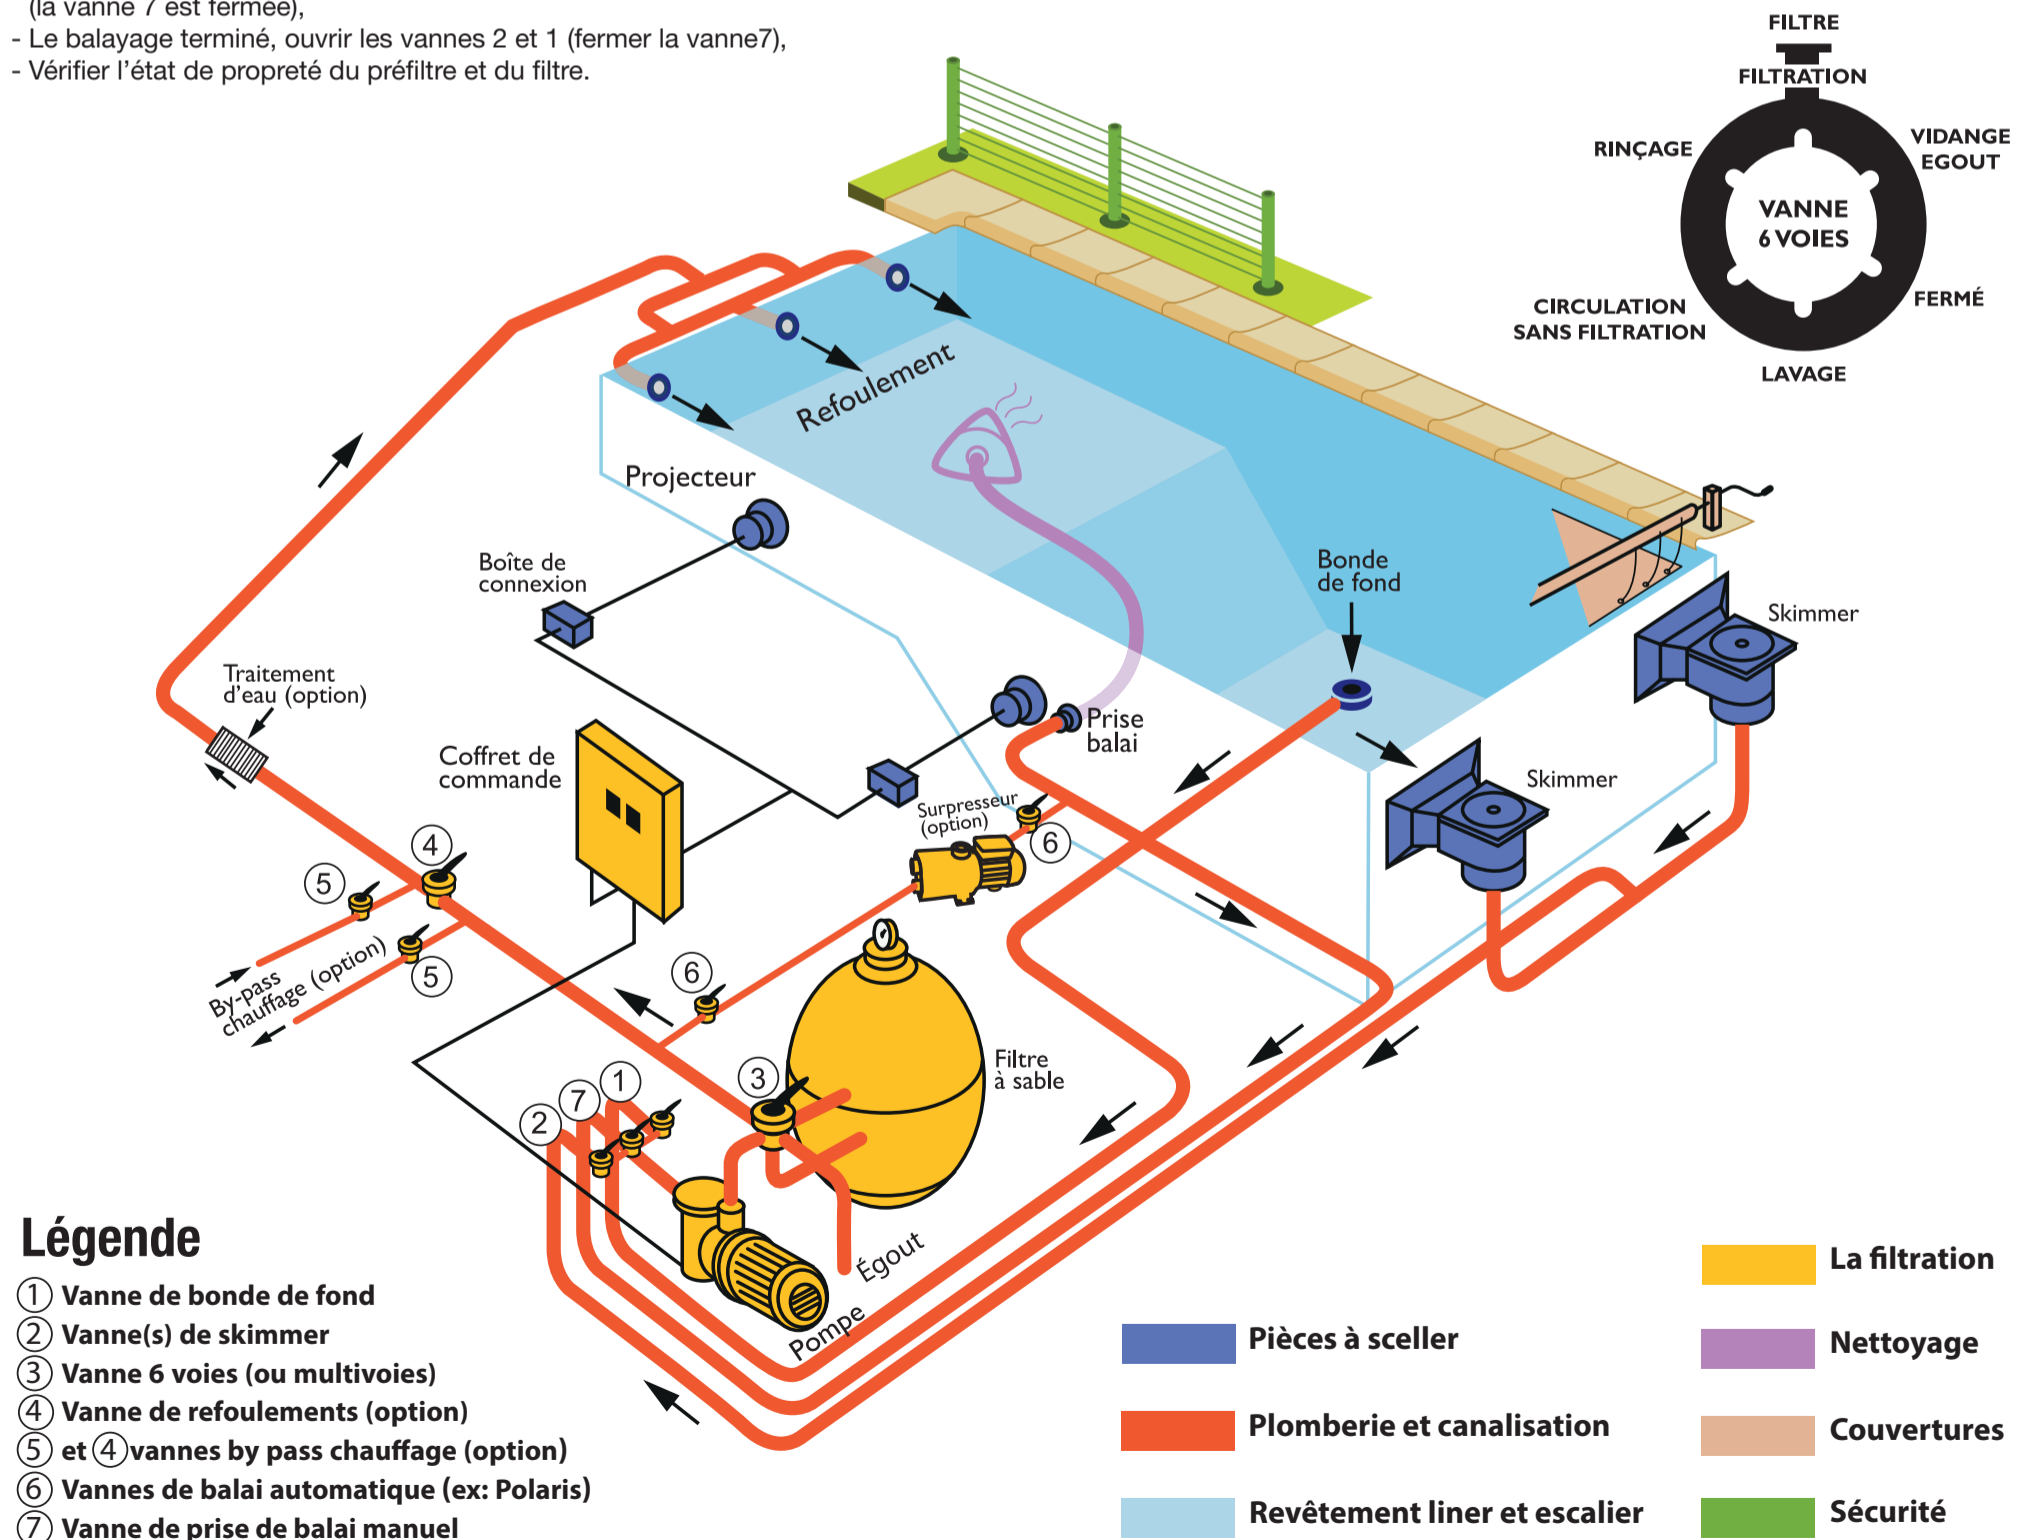 (la vanne 7 est fermée),
- Le balayage terminé, ouvrir les vannes 2 et 1 (fermer la vanne7),
- Vérifier l'état de propreté du préfiltre et du filtre.
FILTRE
FILTRATION
RINÇAGE
VIDANGE
EGOUT
VANNE
6 VOIES
FERMÉ
CIRCULATION
SANS FILTRATION
LAVAGE
Refoulement
Projecteur
Boîte de
connexion
Bonde
de fond
Skimmer
Traitement
d'eau (option)
Prise
balai
Coffret de
commande
Skimmer
Surpresseur
(option)
6
4
5
By-pass
chauffage (option)
5
6
Filtre
à sable
3
1
7
2
Égout
Pompe
Légende
1 Vanne de bonde de fond
2 Vanne(s) de skimmer
3 Vanne 6 voies (ou multivoies)
4 Vanne de refoulements (option)
5 et 4 vannes by pass chauffage (option)
6 Vannes de balai automatique (ex: Polaris)
7 Vanne de prise de balai manuel
Pièces à sceller
Plomberie et canalisation
Revêtement liner et escalier
La filtration
Nettoyage
Couvertures
Sécurité